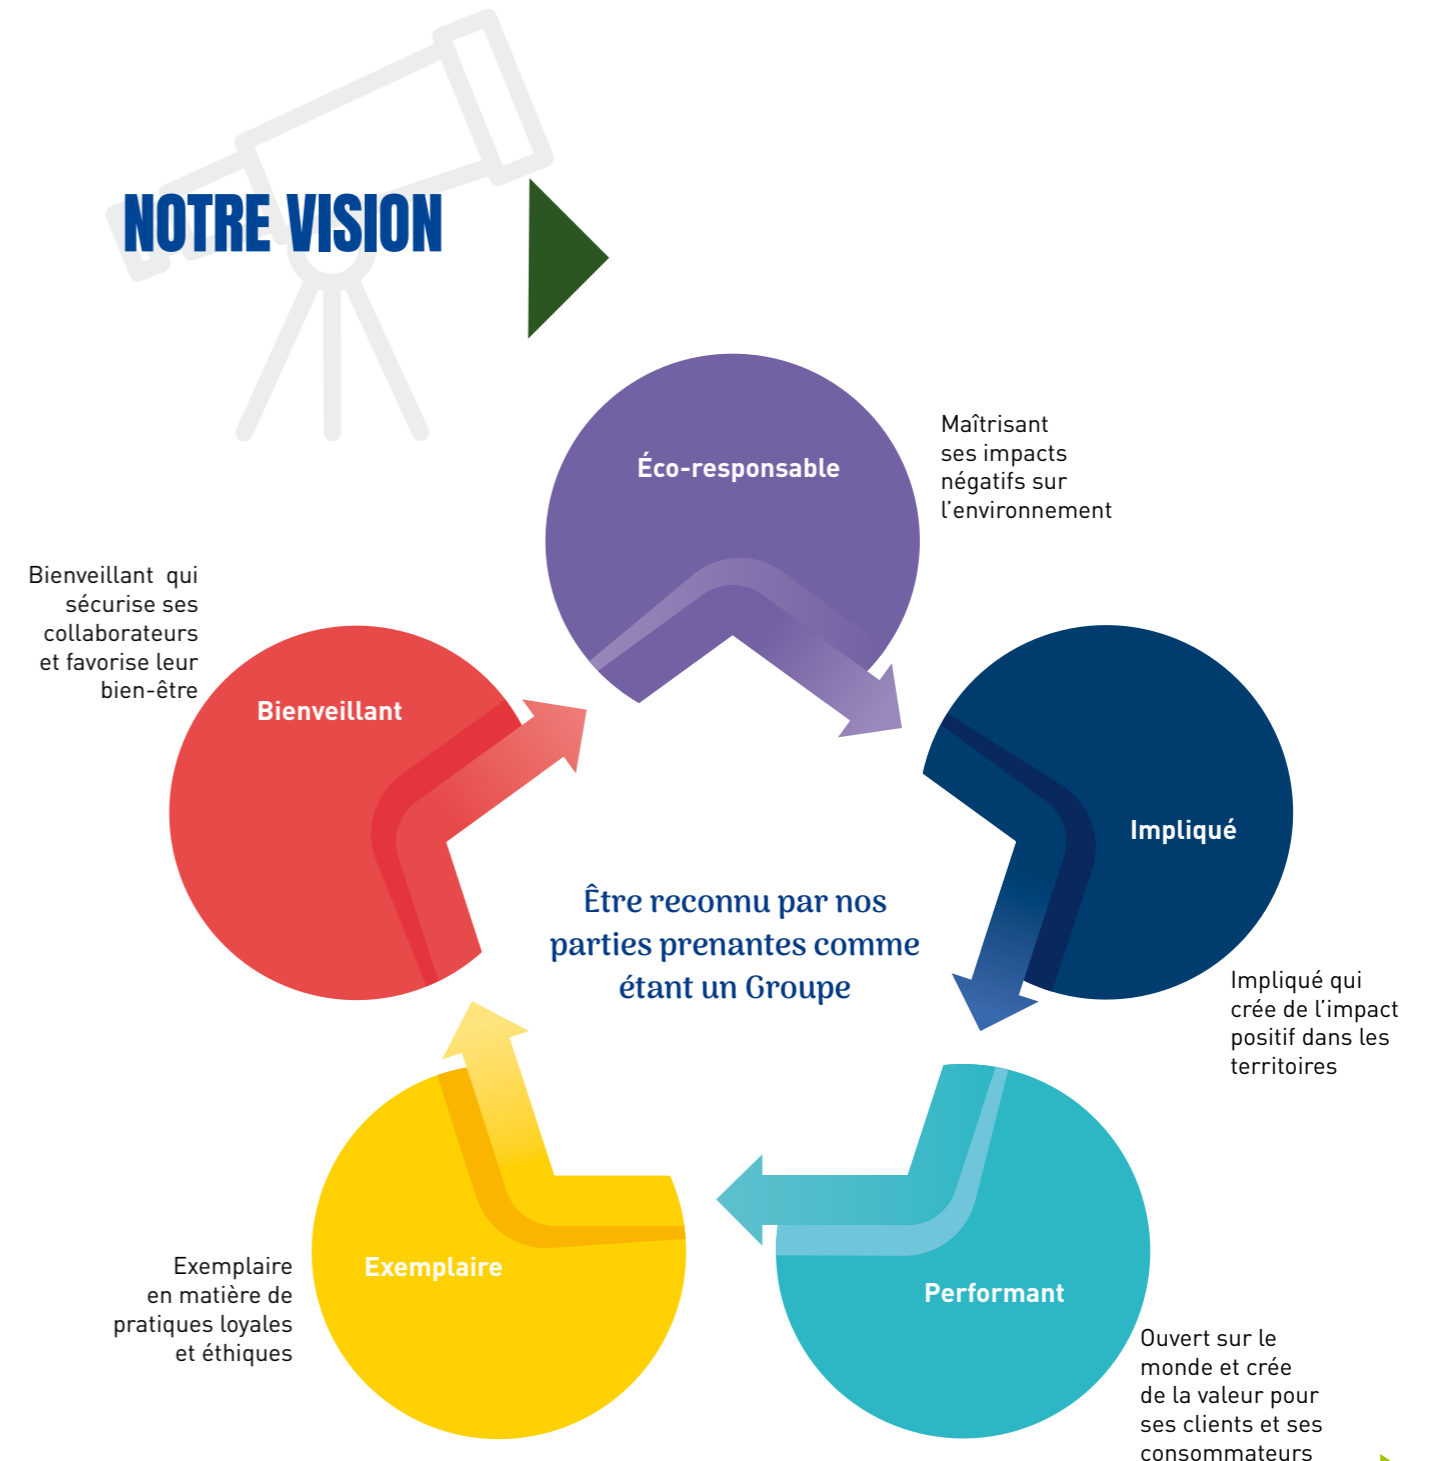 NOTRE VISION
Éco-responsable
Maîtrisant
ses impacts
négatifs sur
l'environnement
Bienveillant qui
sécurise ses
collaborateurs
et favorise leur
bien-être
Bienveillant
Impliqué
Être reconnu par nos
parties prenantes comme
étant un Groupe
Impliqué qui
crée de l'impact
positif dans les
territoires
Exemplaire
en matière de
pratiques loyales
et éthiques
Exemplaire
Performant
Ouvert sur le
monde et crée
de la valeur pour
ses clients et ses
consommateurs